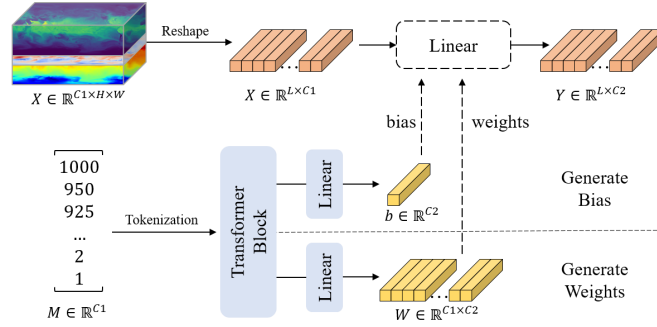 Reshape
Linear
X ∈ ℝ^{C1×H×W}
X ∈ ℝ^{L×C1}
Y ∈ ℝ^{L×C2}
bias
weights
1000
950
925
...
2
1
M ∈ ℝ^{C1}
Tokenization
Transformer
Block
Linear
b ∈ ℝ^{C2}
Generate
Bias
Linear
W ∈ ℝ^{C1×C2}
Generate
Weights